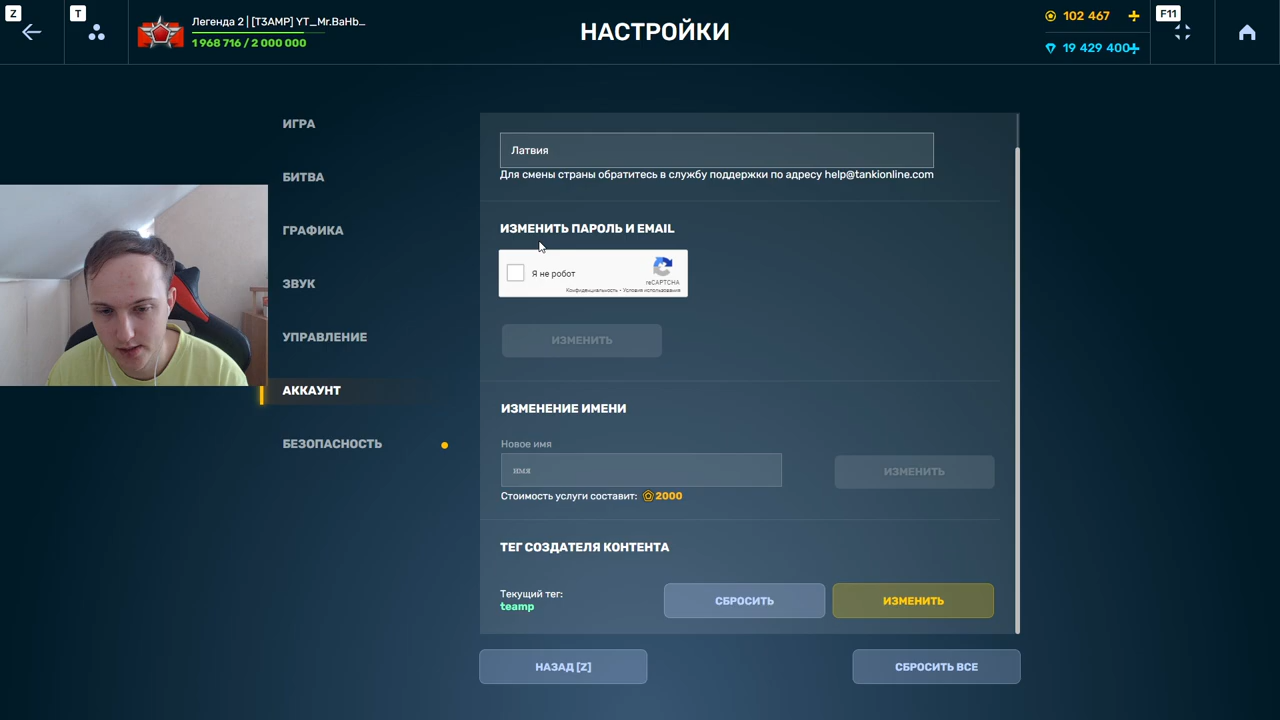 Z
T
Легенда 2 | [T3AMP] YT_Mr.BaHb...
1 968 716 / 2 000 000
НАСТРОЙКИ
102 467
19 429 400
F11
ИГРА
БИТВА
ГРАФИКА
ЗВУК
УПРАВЛЕНИЕ
АККАУНТ
БЕЗОПАСНОСТЬ
Латвия
Для смены страны обратитесь в службу поддержки по адресу help@tankionline.com
ИЗМЕНИТЬ ПАРОЛЬ И EMAIL
Я не робот
reCAPTCHA
Конфиденциальность - Условия использования
ИЗМЕНИТЬ
ИЗМЕНЕНИЕ ИМЕНИ
Новое имя
имя
ИЗМЕНИТЬ
Стоимость услуги составит: 2000
ТЕГ СОЗДАТЕЛЯ КОНТЕНТА
Текущий тег:
teamp
СБРОСИТЬ
ИЗМЕНИТЬ
НАЗАД [Z]
СБРОСИТЬ ВСЕ